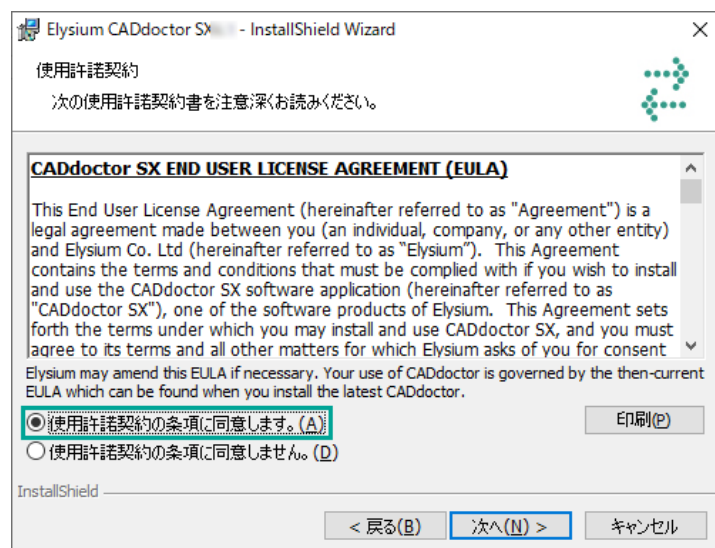 Elysium CADdoctor SX - InstallShield Wizard
使用許諾契約
次の使用許諾契約書を注意深くお読みください。
CADdoctor SX END USER LICENSE AGREEMENT (EULA)
This End User License Agreement (hereinafter referred to as "Agreement") is a
legal agreement made between you (an individual, company, or any other entity)
and Elysium Co. Ltd (hereinafter referred to as “Elysium”).  This Agreement
contains the terms and conditions that must be complied with if you wish to install
and use the CADdoctor SX software application (hereinafter referred to as
"CADdoctor SX"), one of the software products of Elysium.  This Agreement sets
forth the terms under which you may install and use CADdoctor SX, and you must
agree to its terms and all other matters for which Elysium asks of you for consent
Elysium may amend this EULA if necessary. Your use of CADdoctor is governed by the then-current
EULA which can be found when you install the latest CADdoctor.
使用許諾契約の条項に同意します。(A)
印刷(P)
使用許諾契約の条項に同意しません。(D)
InstallShield
< 戻る(B)
次へ(N) >
キャンセル